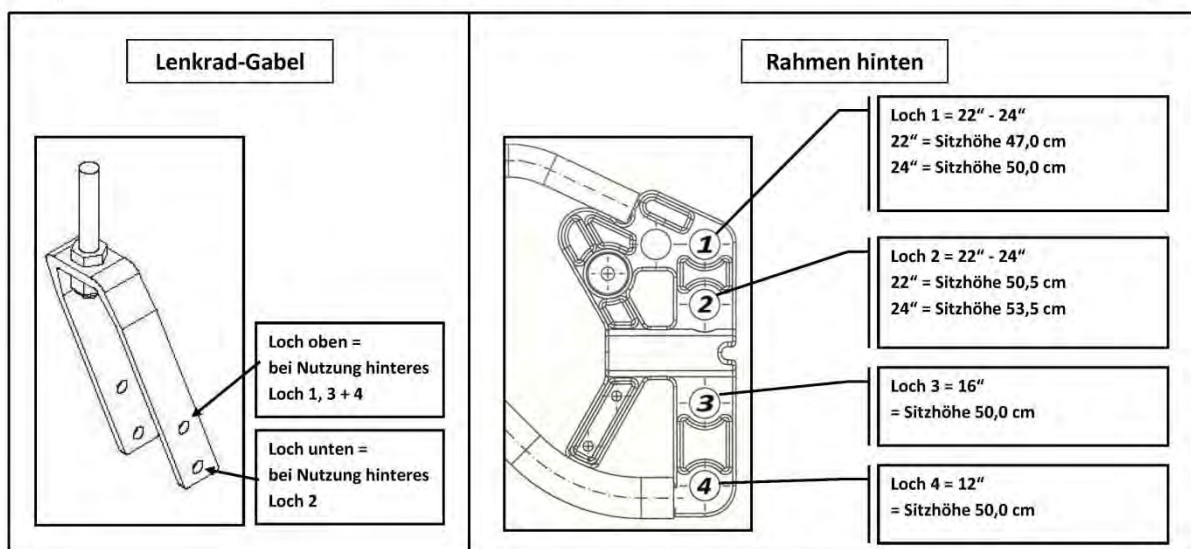 Lenkrad-Gabel
Loch oben =
bei Nutzung hinteres
Loch 1, 3 + 4
Loch unten =
bei Nutzung hinteres
Loch 2
Rahmen hinten
1
2
3
4
Loch 1 = 22“ - 24“
22“ = Sitzhöhe 47,0 cm
24“ = Sitzhöhe 50,0 cm
Loch 2 = 22“ - 24“
22“ = Sitzhöhe 50,5 cm
24“ = Sitzhöhe 53,5 cm
Loch 3 = 16“
= Sitzhöhe 50,0 cm
Loch 4 = 12“
= Sitzhöhe 50,0 cm